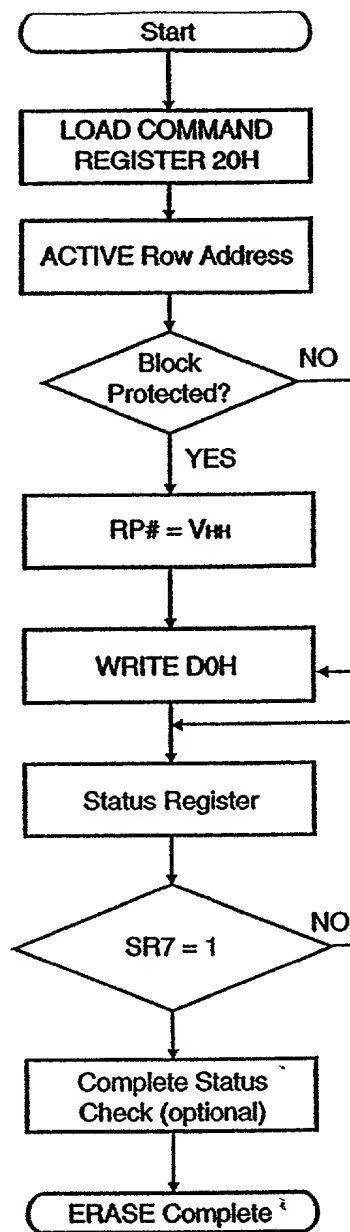 Start
LOAD COMMAND
REGISTER 20H
ACTIVE Row Address
Block
Protected?
NO
YES
RP# = VHH
WRITE D0H
Status Register
SR7 = 1
NO
Complete Status
Check (optional)
ERASE Complete